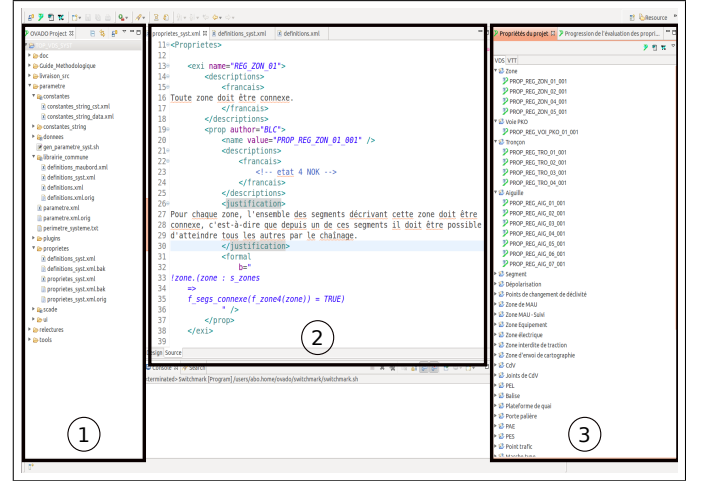 Resource
OVADO Project
doc
Guide_Methodologique
livraison_src
parametre
constantes
constantes_string_cst.xml
constantes_string_data.xml
constantes_string
donnees
gen_parametre_syst.sh
librairie_commune
definitions_maubord.xml
definitions_syst.xml
definitions.xml
definitions.xml.orig
parametre.xml
parametre.xml.orig
perimetre_systeme.txt
plugins
proprietes
definitions_syst.xml
definitions_syst.xml.bak
proprietes_syst.xml
proprietes_syst.xml.bak
proprietes_syst.xml.orig
scade
ui
relectures
tools
1
proprietes_syst.xml definitions_syst.xml definitions.xml
11 <Proprietes>
12
13 <exi name="REG_ZON_01">
14 <descriptions>
15 <francais>
16 Toute zone doit être connexe.
17 </francais>
18 </descriptions>
19 <prop author="BLC">
20 <name value="PROP_REG_ZON_01_001" />
21 <descriptions>
22 <francais>
23 <!-- etat 4 NOK -->
24 </francais>
25 </descriptions>
26 <justification>
27 Pour chaque zone, l'ensemble des segments décrivant cette zone doit être
28 connexe, c'est-à-dire que depuis un de ces segments il doit être possible
29 d'atteindre tous les autres par le chaînage.
30 </justification>
31 <formal
32 b="
33 !zone.(zone : s_zones
34 =>
35 f_segs_connexe(f_zone4(zone)) = TRUE)
36 " />
37 </prop>
38 </exi>
39
2
Design Source
Console Search
<terminated> Switchmark [Program] /users/abo.home/ovado/switchmark/switchmark.sh
Propriétés du projet Progression de l'évaluation des propri...
VDS VTT
Zone
PROP_REG_ZON_01_001
PROP_REG_ZON_02_001
PROP_REG_ZON_04_001
PROP_REG_ZON_05_001
Voie PKO
PROP_REG_VOI_PKO_01_001
Tronçon
PROP_REG_TRO_01_001
PROP_REG_TRO_02_001
PROP_REG_TRO_03_001
PROP_REG_TRO_04_001
Aiguille
PROP_REG_AIG_01_001
PROP_REG_AIG_02_001
PROP_REG_AIG_03_001
PROP_REG_AIG_04_001
PROP_REG_AIG_05_001
PROP_REG_AIG_06_001
PROP_REG_AIG_07_001
Segment
Dépolarisation
Points de changement de déclivité
Zone de MAU
Zone MAU - Suivi
Zone Equipement
Zone électrique
Zone interdite de traction
Zone d'envoi de cartographie
CdV
Joints de CdV
PEL
Balise
Plateforme de quai
Porte palière
PAE
PES
Point trafic
Marche type
3